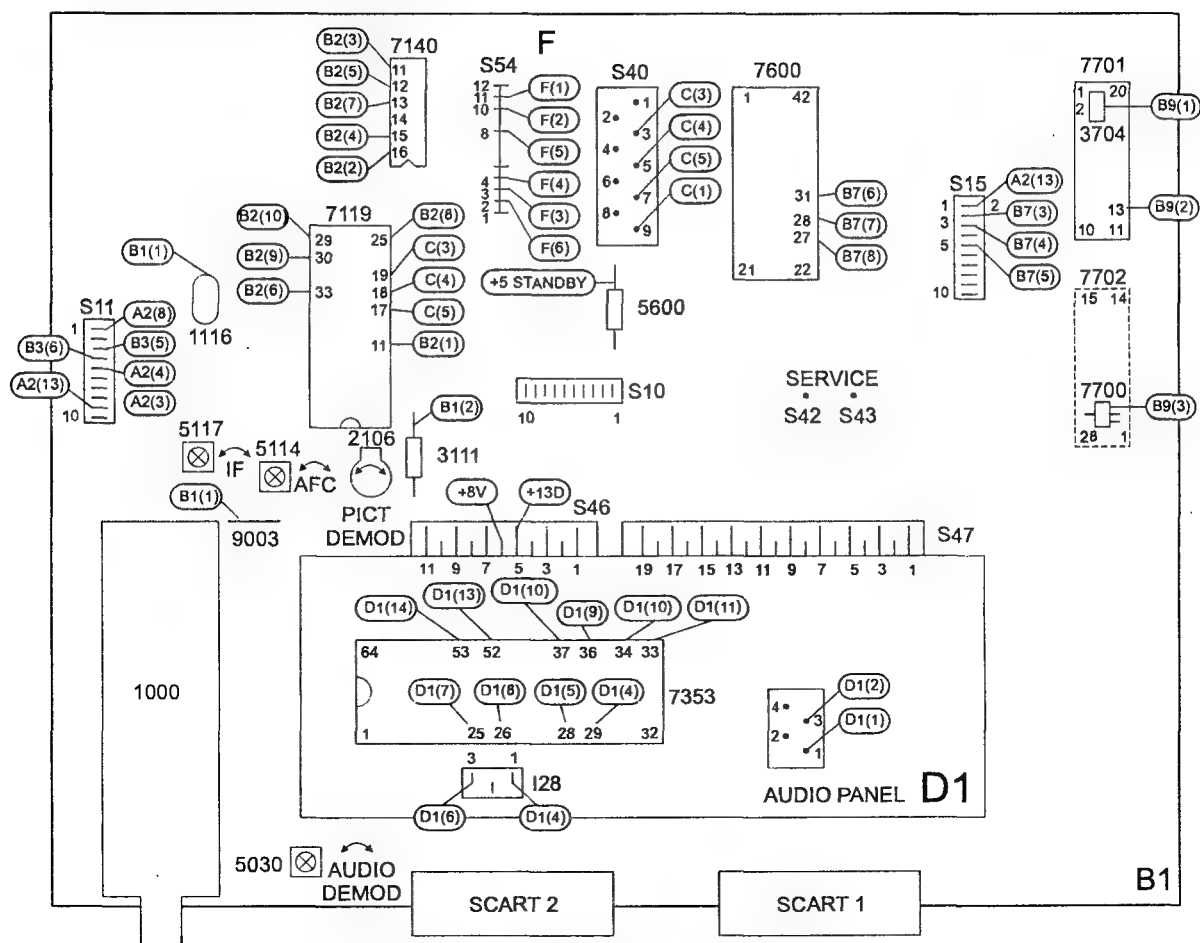 F
B2(3)
7140
B2(5)
11
12
B2(7)
13
14
B2(4)
15
B2(2)
16
S54
12
11
10
8
4
3
2
1
F(1)
F(2)
F(5)
F(4)
F(3)
F(6)
S40
1
2
3
4
5
6
7
8
9
C(3)
C(4)
C(5)
C(1)
7600
1 42
31
28
27
21 22
B7(6)
B7(7)
B7(8)
7701
1 20
2
3704
13
10 11
B9(1)
B9(2)
S15
1 2
3
5
10
A2(13)
B7(3)
B7(4)
B7(5)
7702
15 14
7700
28 1
B9(3)
B2(10)
7119
B2(8)
29 25
B2(9)
30
19
C(3)
B2(6)
33
18
C(4)
17
C(5)
11
B2(1)
B1(1)
1116
S11
1
A2(8)
B3(6)
B3(5)
A2(4)
A2(13)
10
A2(3)
+5 STANDBY
5600
S10
10 1
SERVICE
S42 S43
B1(2)
3111
5117
IF
5114
AFC
2106
PICT
DEMOD
B1(1)
9003
+8V
+13D
S46
11 9 7 5 3 1
S47
19 17 15 13 11 9 7 5 3 1
D1(14)
D1(13)
D1(10)
D1(9)
D1(10)
D1(11)
64 53 52 37 36 34 33
D1(7)
D1(8)
D1(5)
D1(4)
7353
1 25 26 28 29 32
3 1
I28
D1(6)
D1(4)
4
3
2
1
D1(2)
D1(1)
AUDIO PANEL D1
1000
5030
AUDIO
DEMOD
SCART 2
SCART 1
B1